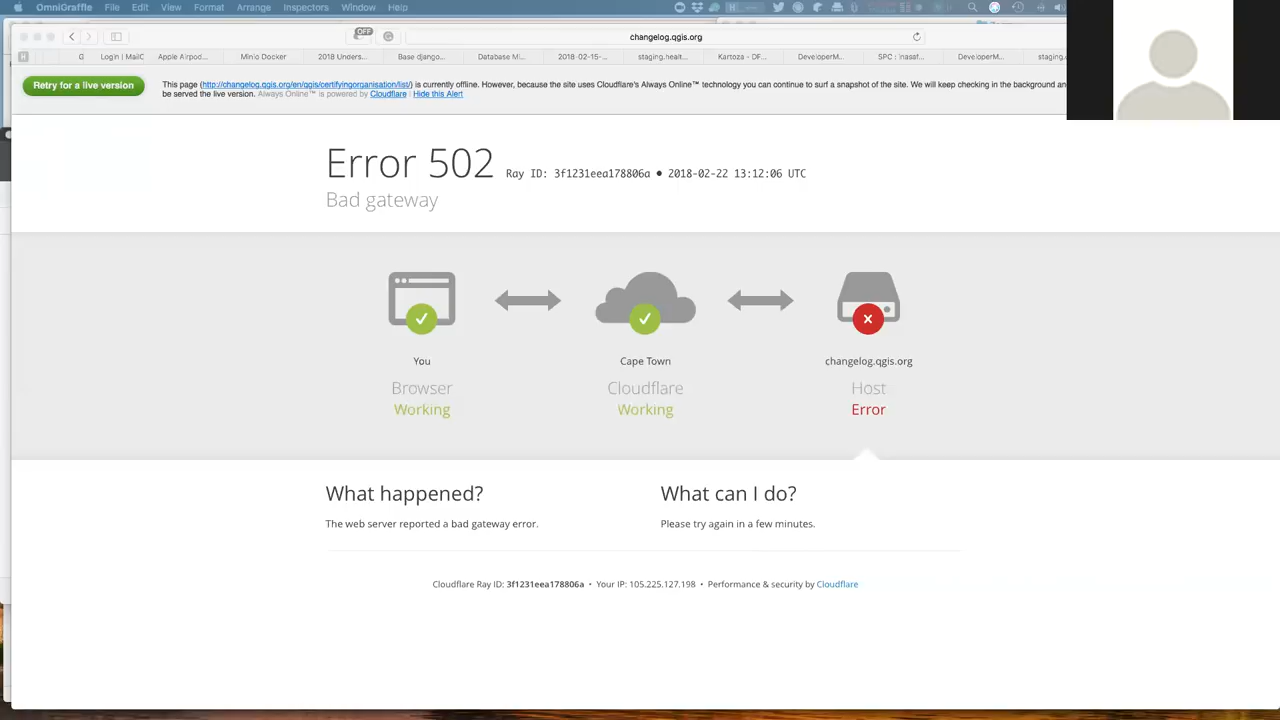 OmniGraffle File Edit View Format Arrange Inspectors Window Help
OFF
changelog.qgis.org
Login | MailC Apple Airpod... Minio Docker 2018 Unders... Base django... Database Mi... 2018-02-15-... staging.healt... Kartoza - DF... DeveloperM... SPC : inasaf... DeveloperM... staging.
Retry for a live version
This page (http://changelog.qgis.org/en/qgis/certifyingorganisation/list/) is currently offline. However, because the site uses Cloudflare's Always Online™ technology you can continue to surf a snapshot of the site. We will keep checking in the background an
be served the live version. Always Online™ is powered by Cloudflare | Hide this Alert
Error 502 Ray ID: 3f1231eea178806a • 2018-02-22 13:12:06 UTC
Bad gateway
You Cape Town changelog.qgis.org
Browser Cloudflare Host
Working Working Error
What happened? What can I do?
The web server reported a bad gateway error. Please try again in a few minutes.
Cloudflare Ray ID: 3f1231eea178806a • Your IP: 105.225.127.198 • Performance & security by Cloudflare